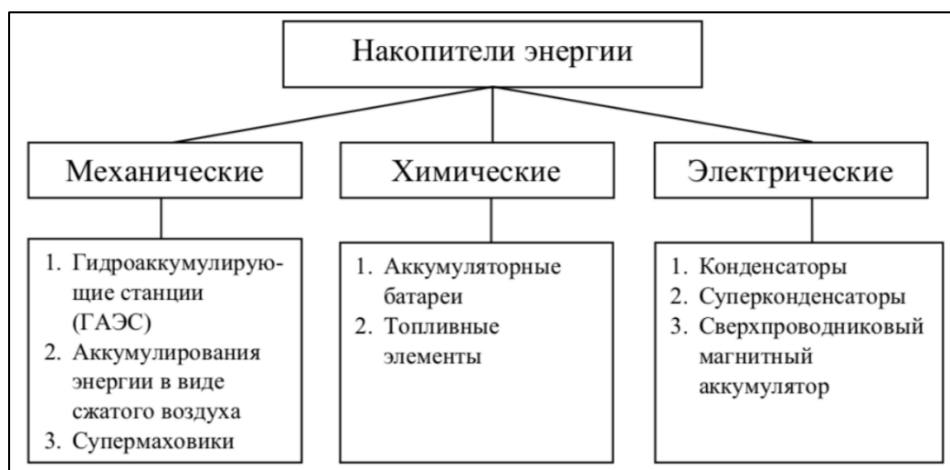 Накопители энергии
Механические
Химические
Электрические
1. Гидроаккумулирую-
щие станции
(ГАЭС)
2. Аккумулирования
энергии в виде
сжатого воздуха
3. Супермаховики
1. Аккумуляторные
батареи
2. Топливные
элементы
1. Конденсаторы
2. Суперконденсаторы
3. Сверхпроводниковый
магнитный
аккумулятор